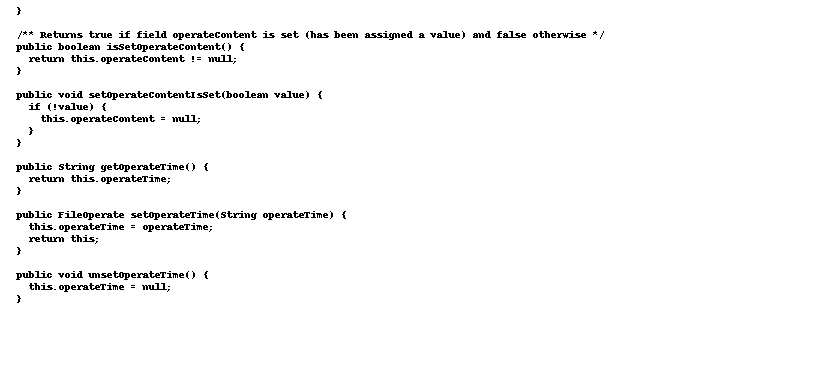 }

/** Returns true if field operateContent is set (has been assigned a value) and false otherwise */
public boolean isSetOperateContent() {
  return this.operateContent != null;
}

public void setOperateContentIsSet(boolean value) {
  if (!value) {
    this.operateContent = null;
  }
}

public String getOperateTime() {
  return this.operateTime;
}

public FileOperate setOperateTime(String operateTime) {
  this.operateTime = operateTime;
  return this;
}

public void unsetOperateTime() {
  this.operateTime = null;
}